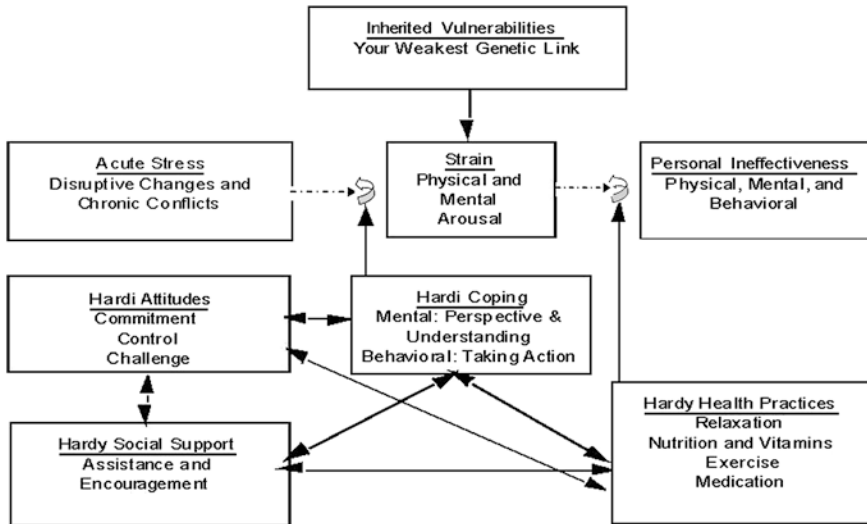 Inherited Vulnerabilities
Your Weakest Genetic Link
Acute Stress
Disruptive Changes and
Chronic Conflicts
Strain
Physical and
Mental
Arousal
Personal Ineffectiveness
Physical, Mental, and
Behavioral
Hardi Attitudes
Commitment
Control
Challenge
Hardi Coping
Mental: Perspective &
Understanding
Behavioral: Taking Action
Hardy Social Support
Assistance and
Encouragement
Hardy Health Practices
Relaxation
Nutrition and Vitamins
Exercise
Medication